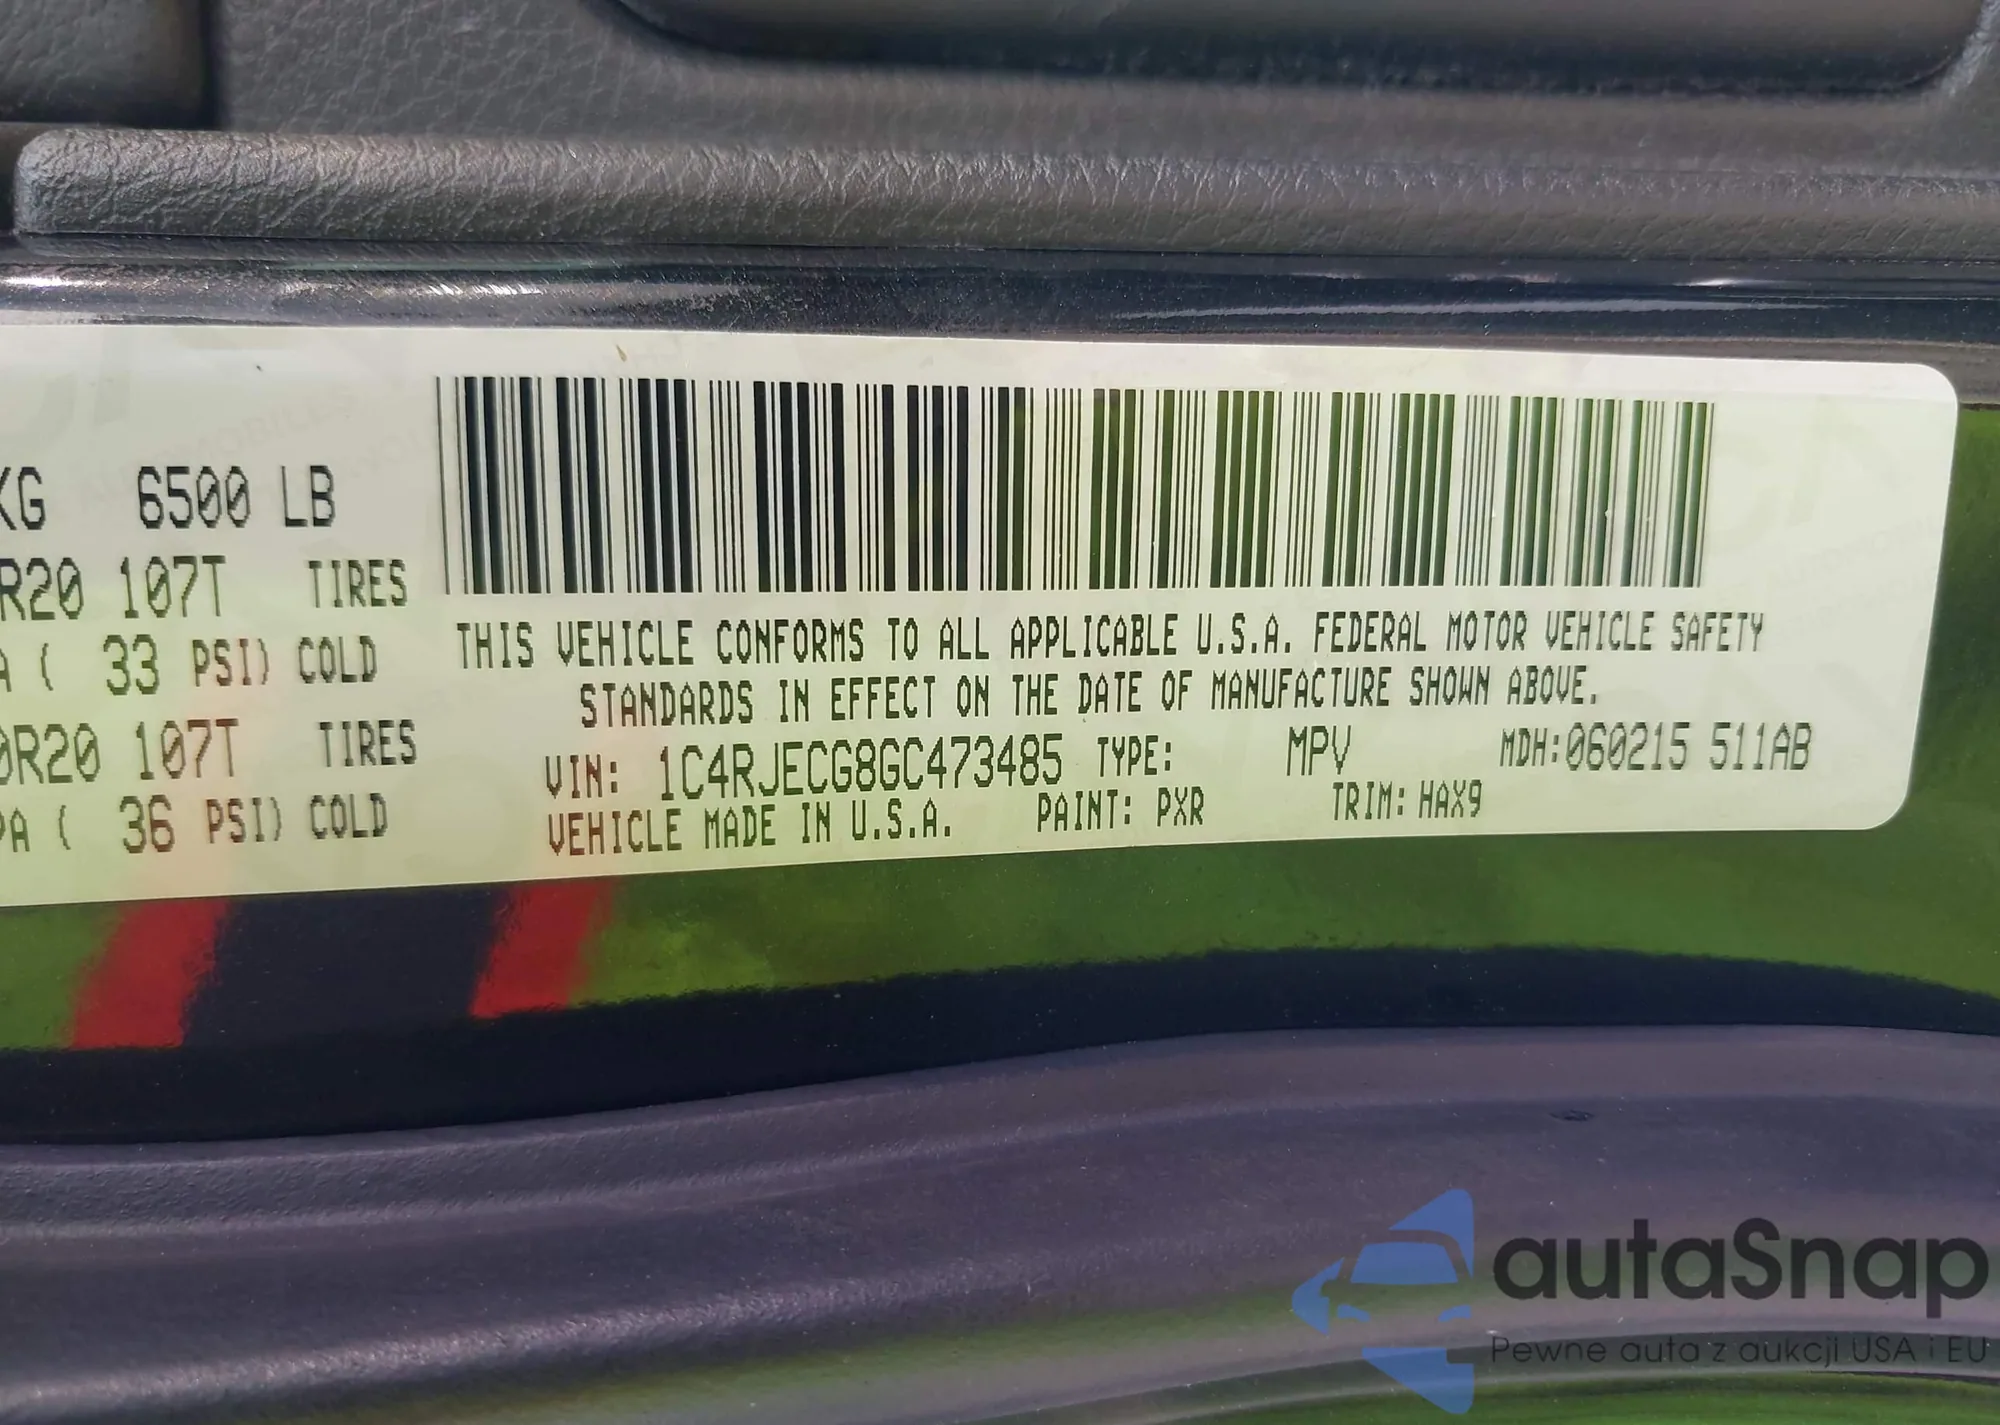 KG 6500 LB
R20 107T TIRES
A ( 33 PSI) COLD
0R20 107T TIRES
PA ( 36 PSI) COLD
THIS VEHICLE CONFORMS TO ALL APPLICABLE U.S.A. FEDERAL MOTOR VEHICLE SAFETY
STANDARDS IN EFFECT ON THE DATE OF MANUFACTURE SHOWN ABOVE.
VIN: 1C4RJECG8GC473485 TYPE: MPV MDH:060215 511AB
VEHICLE MADE IN U.S.A. PAINT: PXR TRIM: HAX9
autaSnap
Pewne auta z aukcji USA i EU